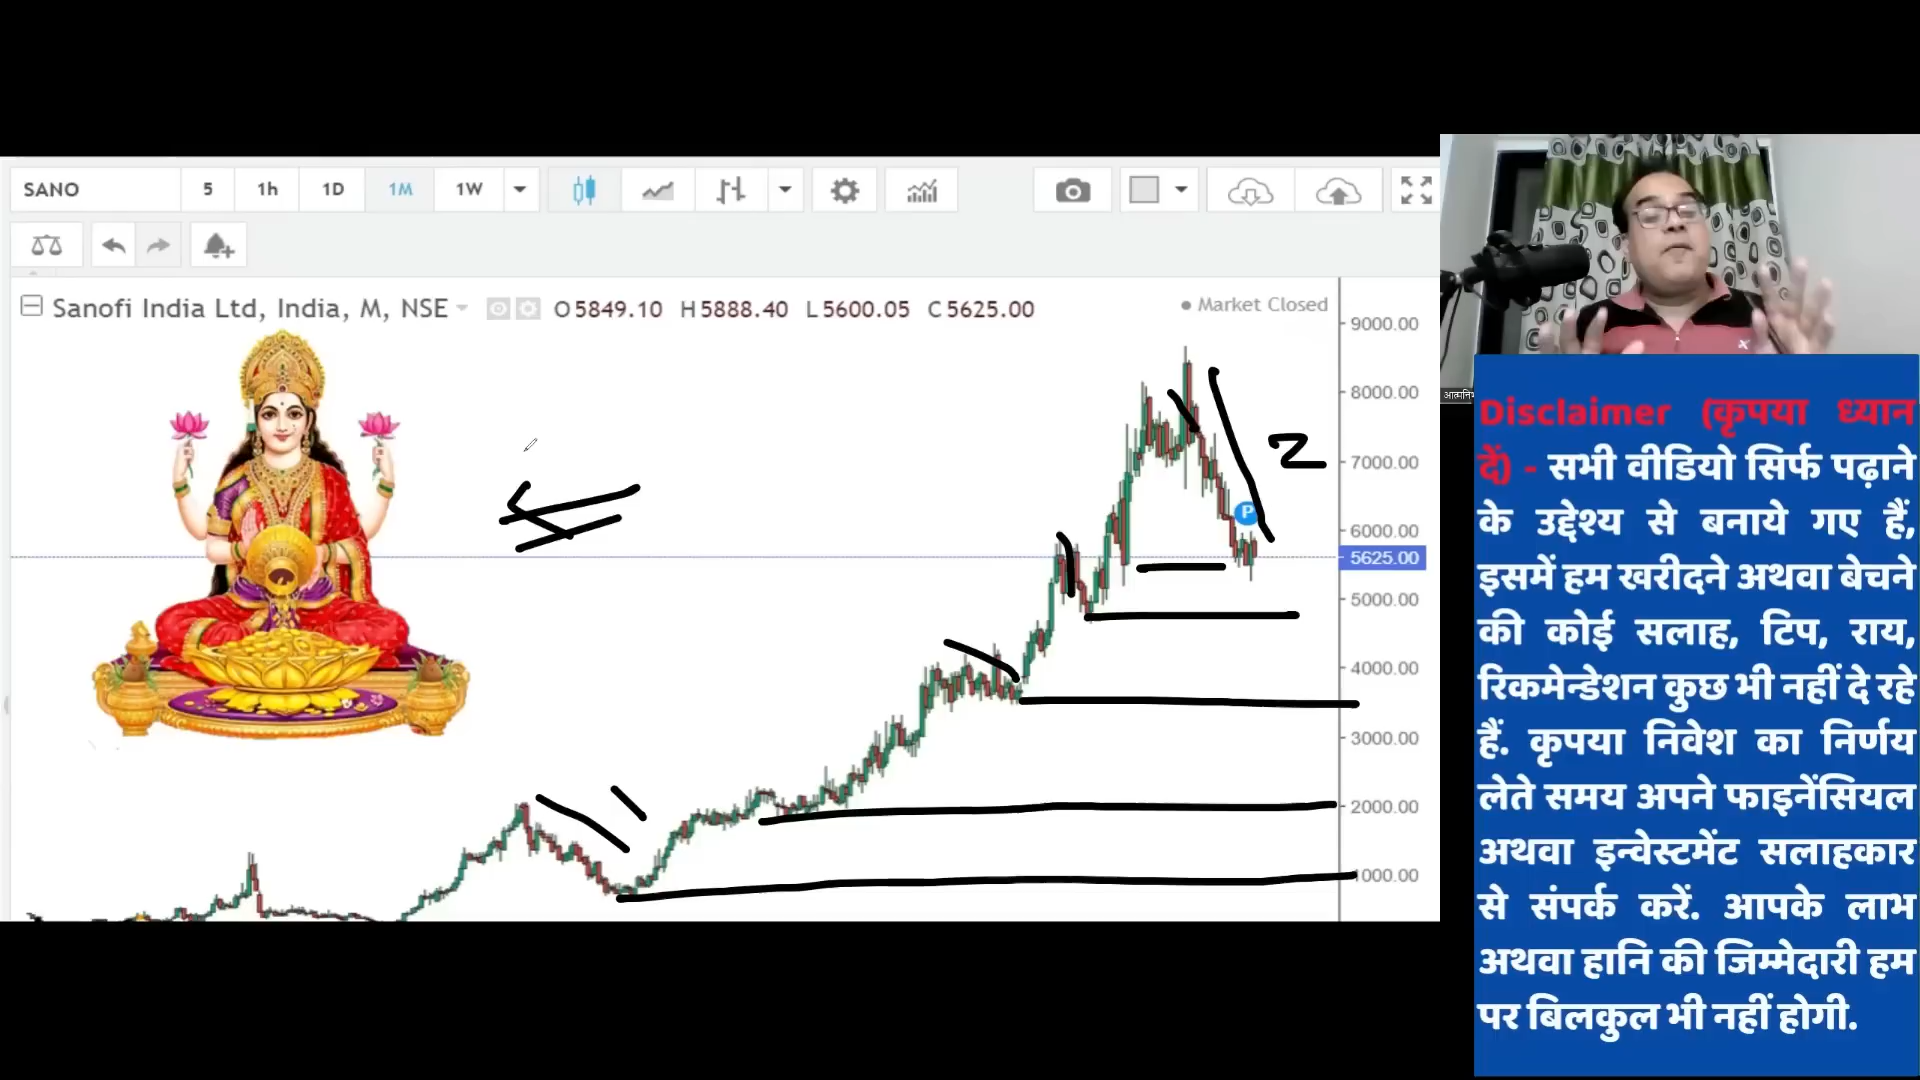 SANO 5 1h 1D 1M 1W
Sanofi India Ltd, India, M, NSE O5849.10 H5888.40 L5600.05 C5625.00
Market Closed
9000.00
8000.00
7000.00
6000.00
5625.00
5000.00
4000.00
3000.00
2000.00
1000.00
P
2
Disclaimer (कृपया ध्यान
दें) - सभी वीडियो सिर्फ पढ़ाने
के उद्देश्य से बनाये गए हैं,
इसमें हम खरीदने अथवा बेचने
की कोई सलाह, टिप, राय,
रिकमेन्डेशन कुछ भी नहीं दे रहे
हैं. कृपया निवेश का निर्णय
लेते समय अपने फाइनेंसियल
अथवा इन्वेस्टमेंट सलाहकार
से संपर्क करें. आपके लाभ
अथवा हानि की जिम्मेदारी हम
पर बिलकुल भी नहीं होगी.